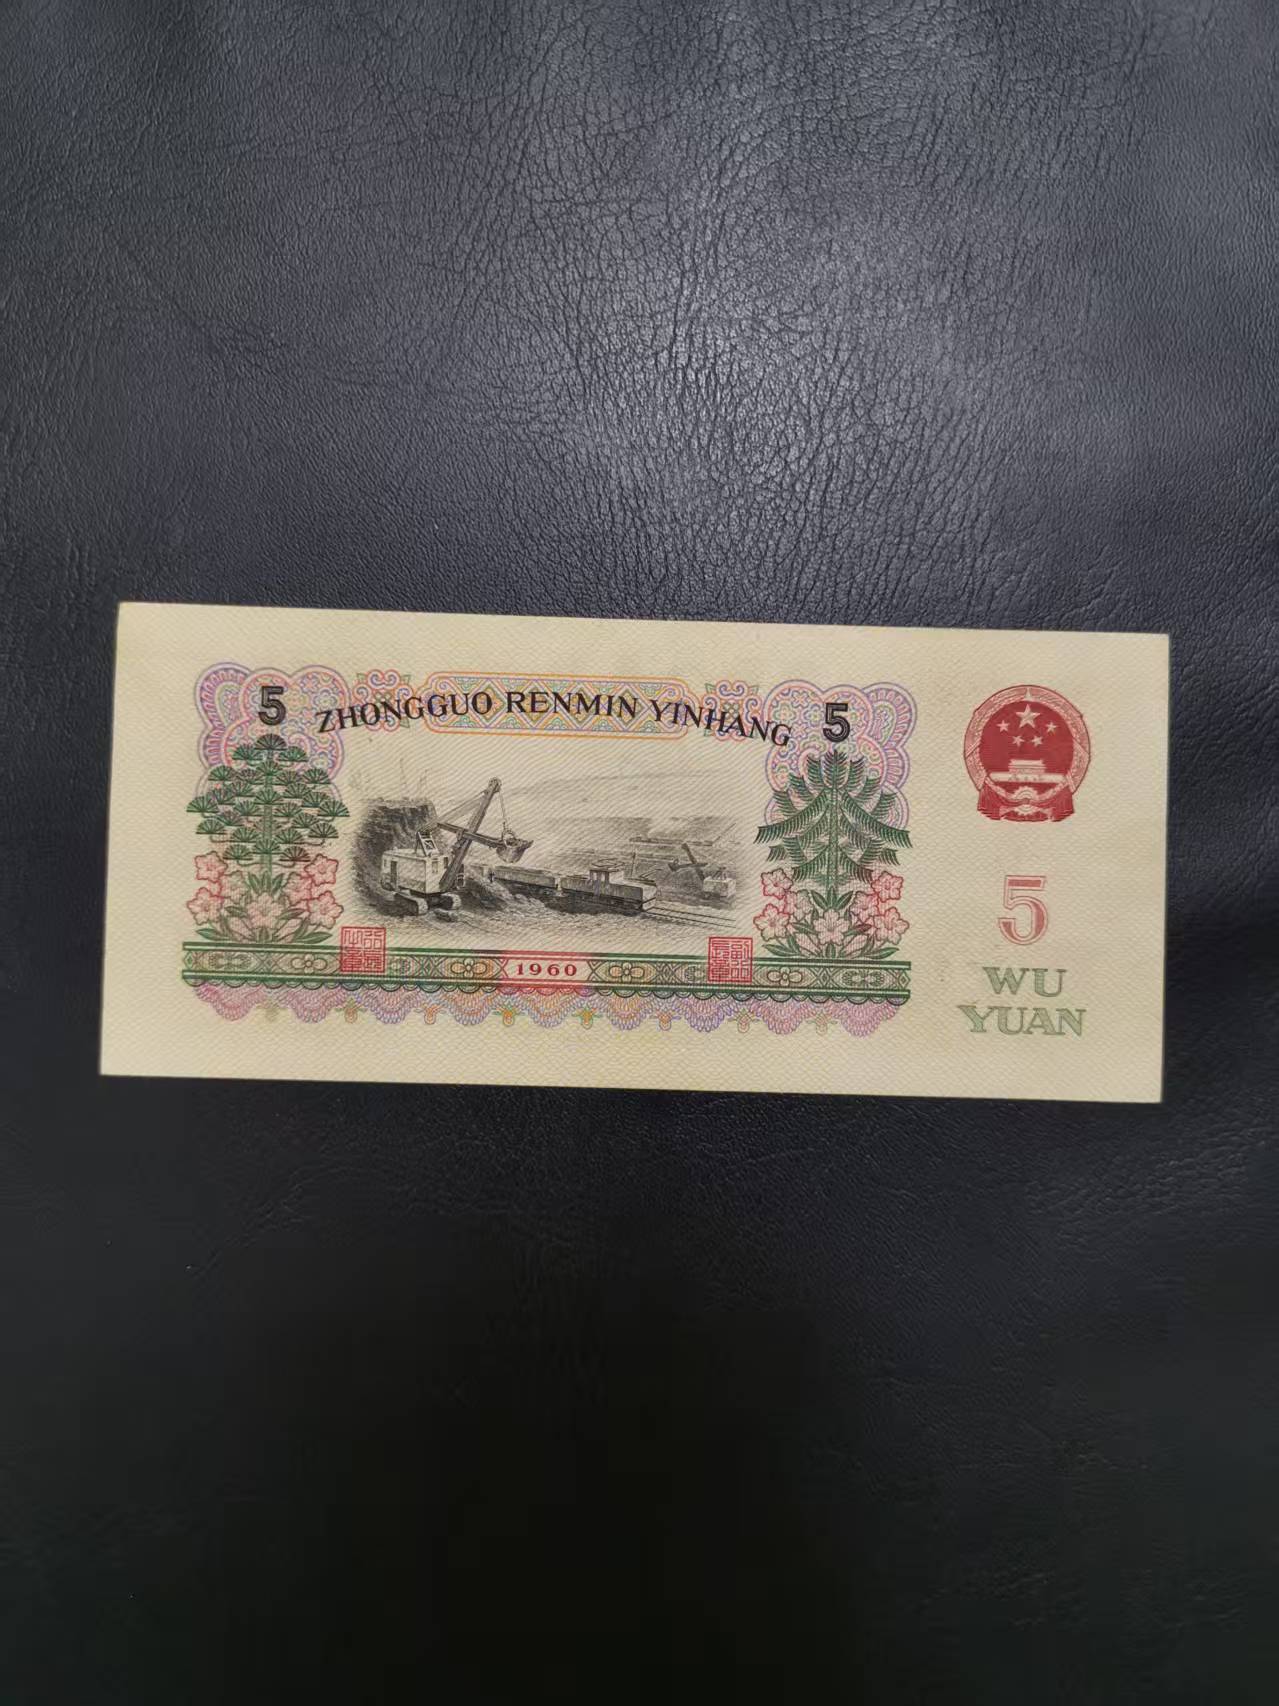 5 ZHONGGUO RENMIN YINHANG 5
1960
5
WU
YUAN